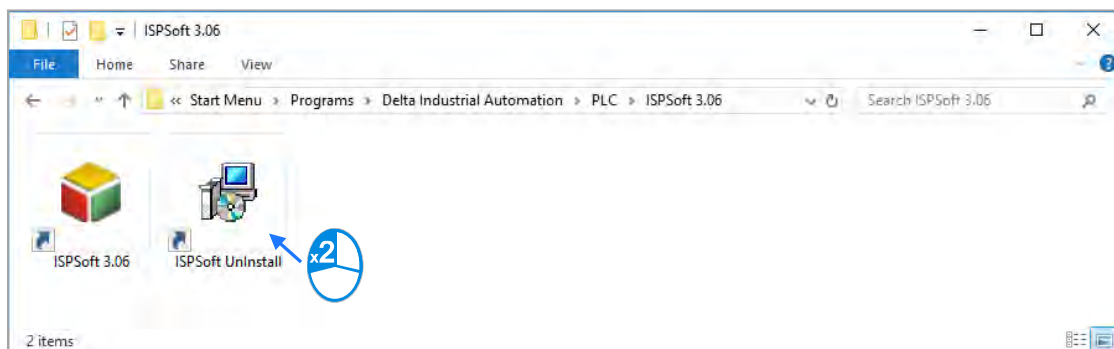 ISPSoft 3.06
File Home Share View
« Start Menu > Programs > Delta Industrial Automation > PLC > ISPSoft 3.06 Search ISPSoft 3.06
ISPSoft 3.06 ISPSoft UnInstall
x2
2 items